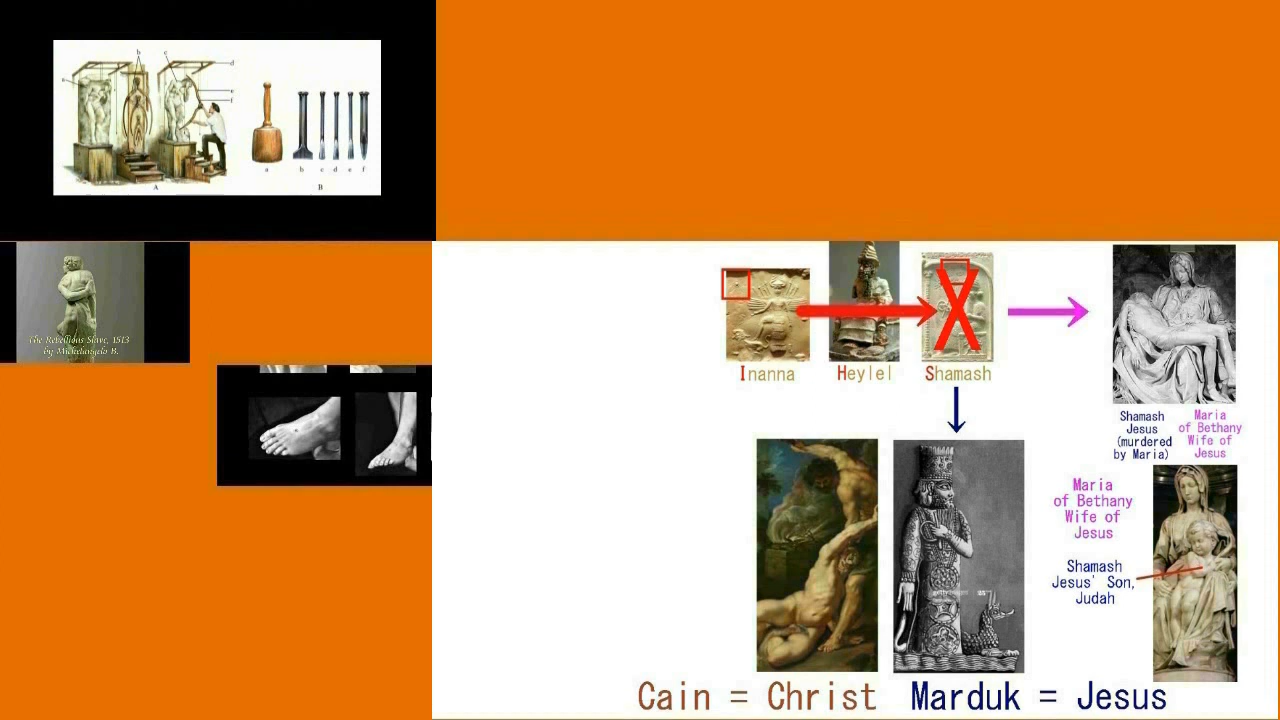 b c
a d
e
f
a b c d e f
A B
The Rebellious Slave, 1513
by Michelangelo B.
Inanna Heylel Shamash
Shamash
Jesus
(murdered
by Maria)
Maria
of Bethany
Wife of
Jesus
Maria
of Bethany
Wife of
Jesus
Shamash
Jesus' Son,
Judah
Cain = Christ Marduk = Jesus